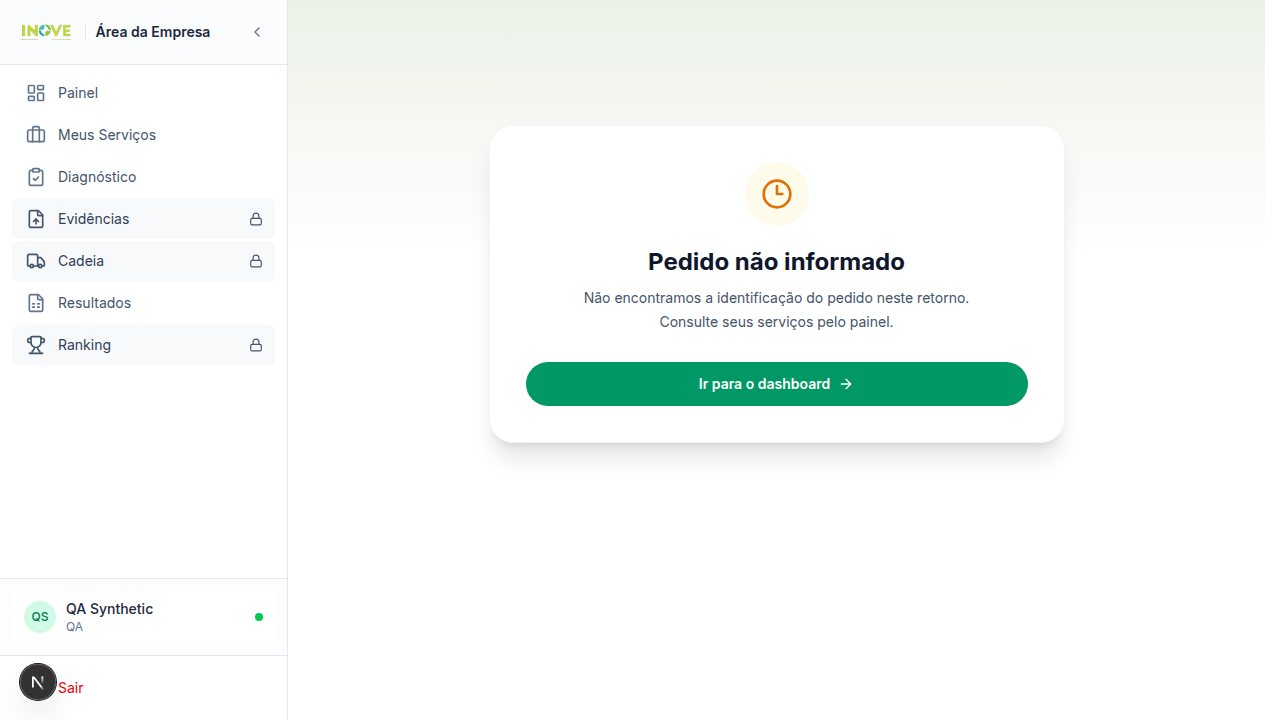 INOVE
Área da Empresa
Painel
Meus Serviços
Diagnóstico
Evidências
Cadeia
Resultados
Ranking
Pedido não informado
Não encontramos a identificação do pedido neste retorno.
Consulte seus serviços pelo painel.
Ir para o dashboard
QS
QA Synthetic
QA
N
Sair